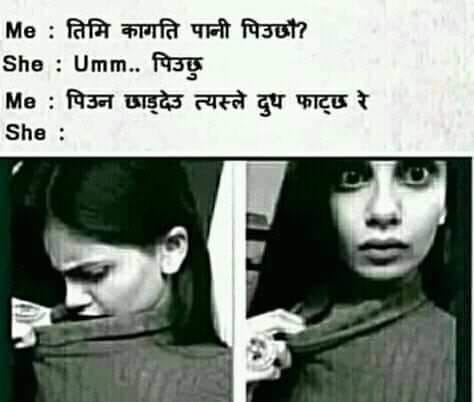 Me : तिमि कागति पानी पिउछौ?
She : Umm.. पिउछु
Me : पिउन छाड्देउ त्यस्ले दुध फाट्छ रे
She :